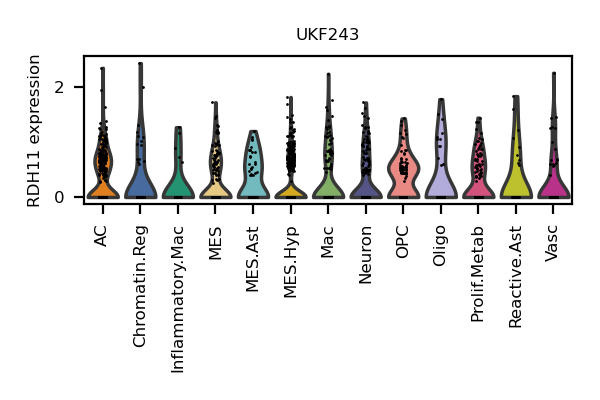 UKF243
RDH11 expression
2
0
AC
Chromatin.Reg
Inflammatory.Mac
MES
MES.Ast
MES.Hyp
Mac
Neuron
OPC
Oligo
Prolif.Metab
Reactive.Ast
Vasc